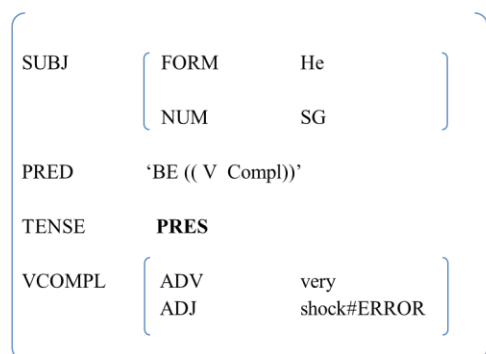 SUBJ FORM He
NUM SG
PRED ‘BE (( V Compl))’
TENSE PRES
VCOMPL ADV very
ADJ shock#ERROR